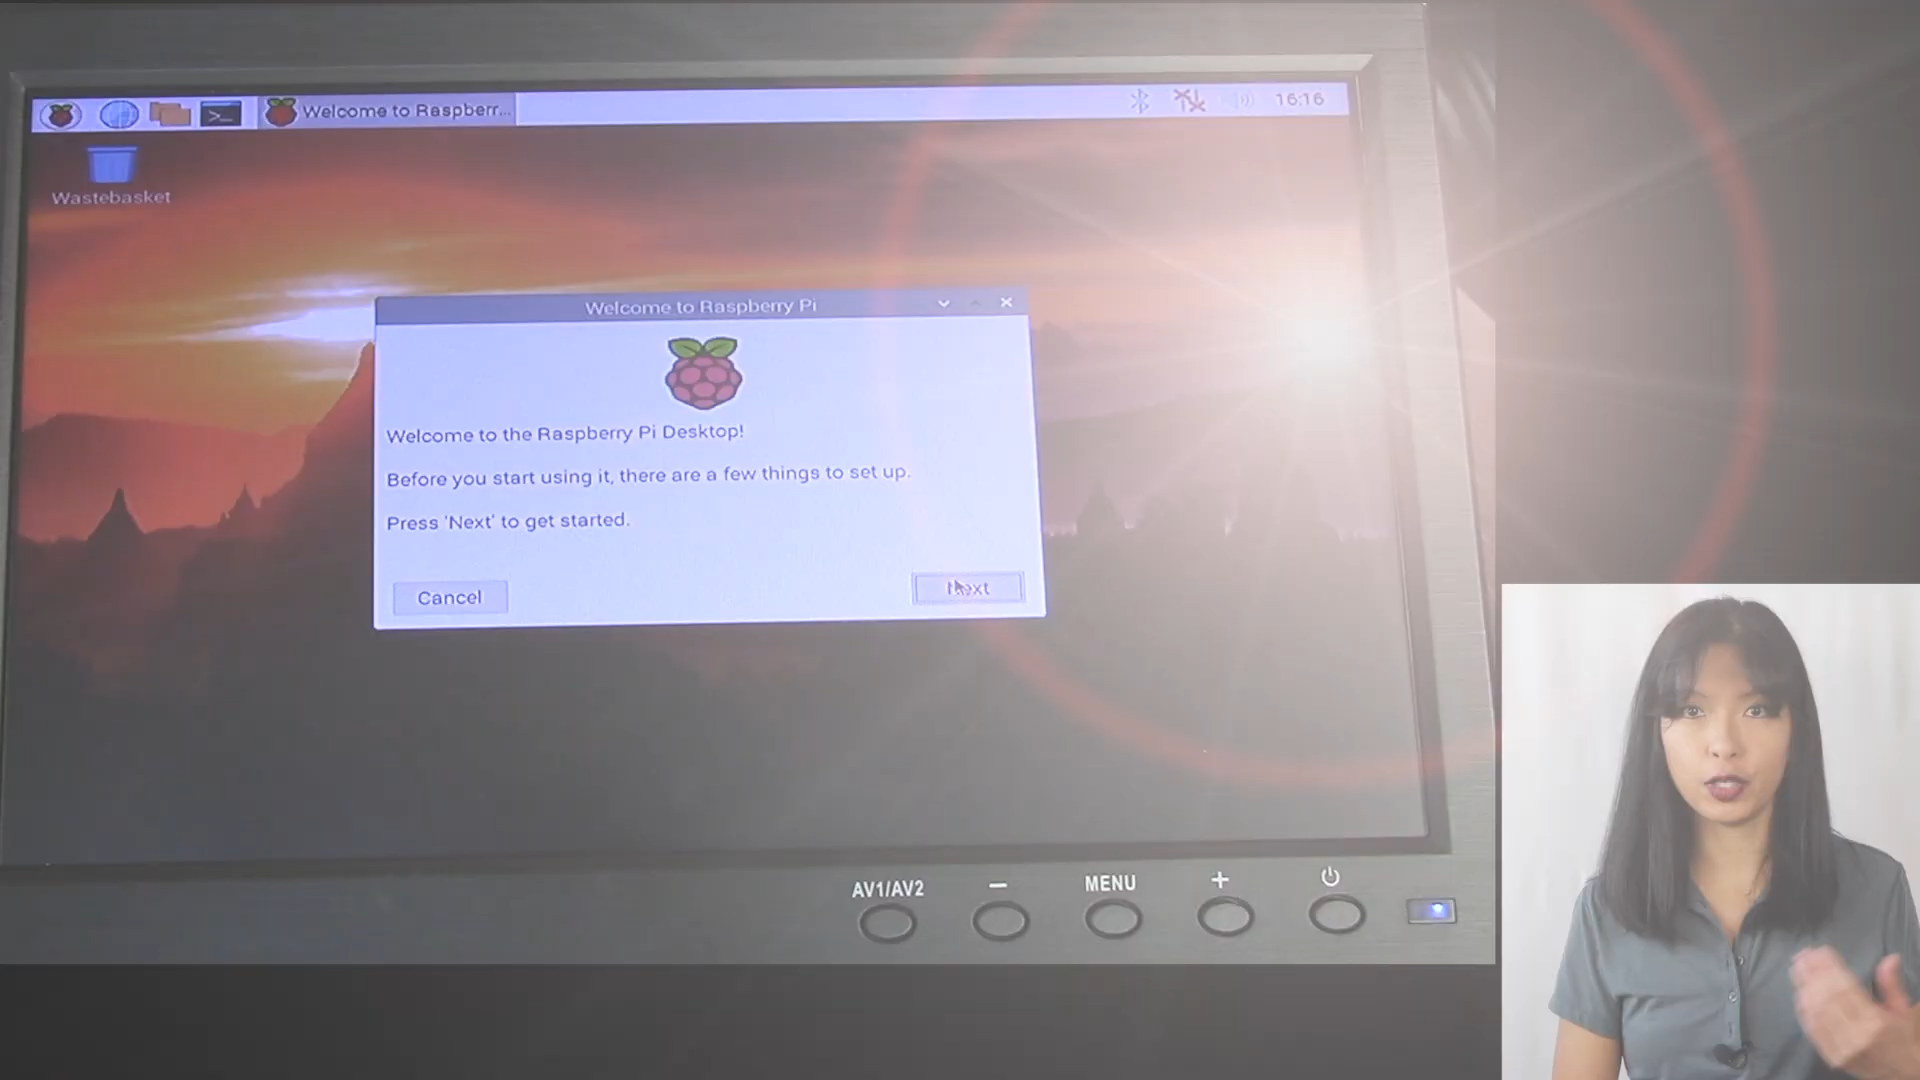 Welcome to Raspberr...
16:16
Wastebasket
Welcome to Raspberry Pi
Welcome to the Raspberry Pi Desktop!
Before you start using it, there are a few things to set up.
Press 'Next' to get started.
Cancel
Next
AV1/AV2
−
MENU
+